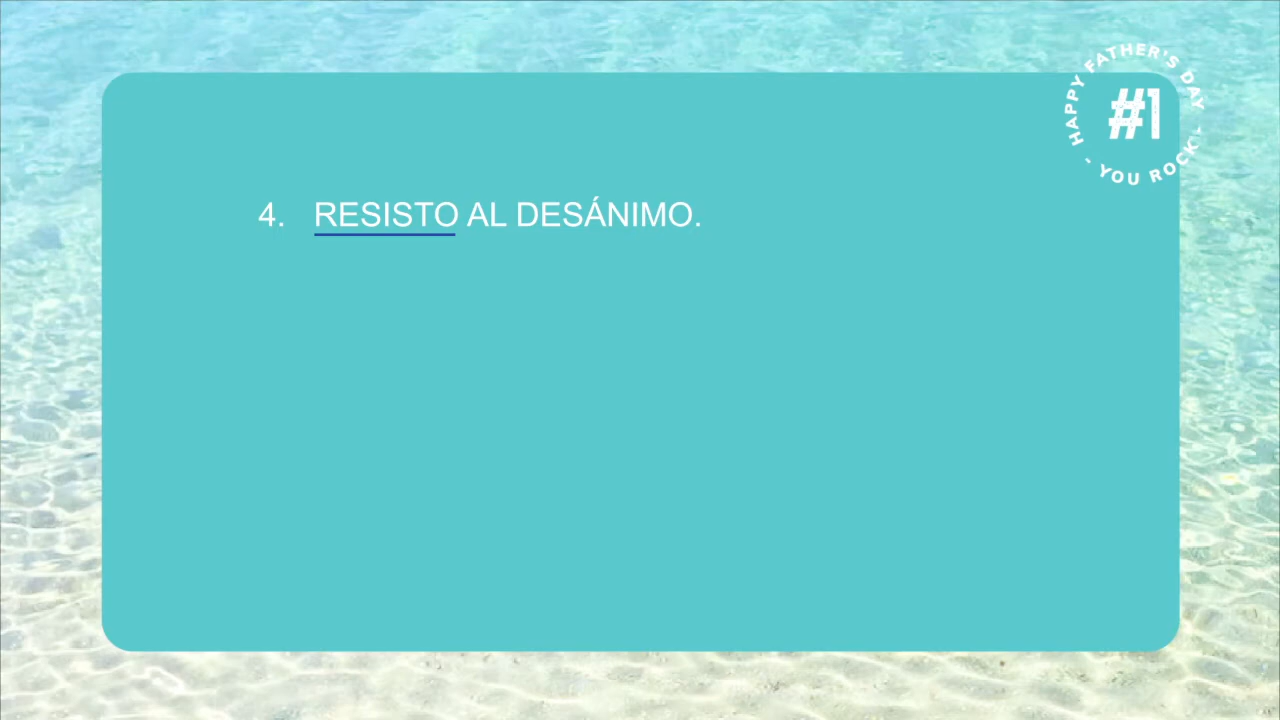 HAPPY FATHER'S DAY
#1
- YOU ROCK -
4. RESISTO AL DESÁNIMO.